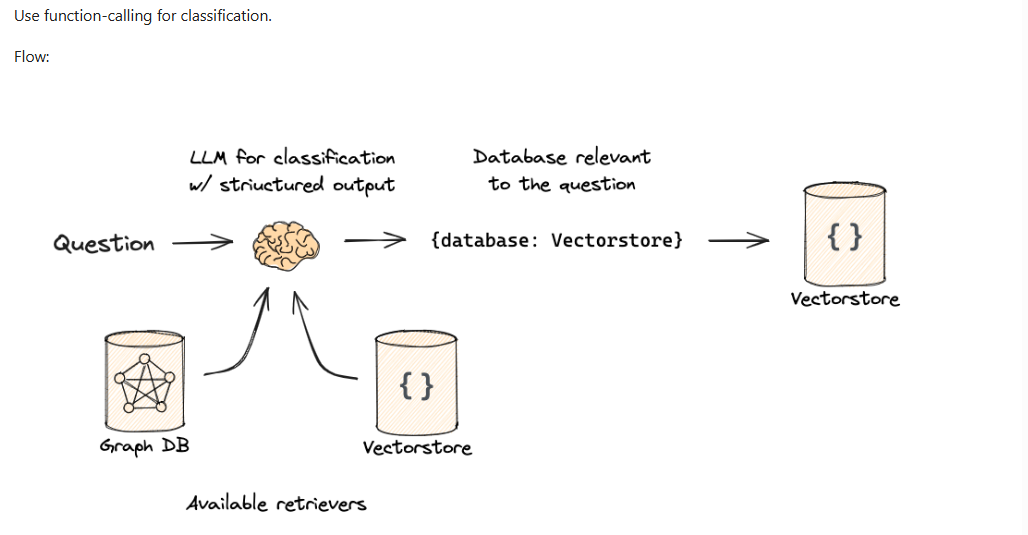 Use function-calling for classification.
Flow:
LLM for classification
w/ striuctured output
Database relevant
to the question
Question
{database: Vectorstore}
{ }
Vectorstore
{ }
Graph DB
Vectorstore
Available retrievers